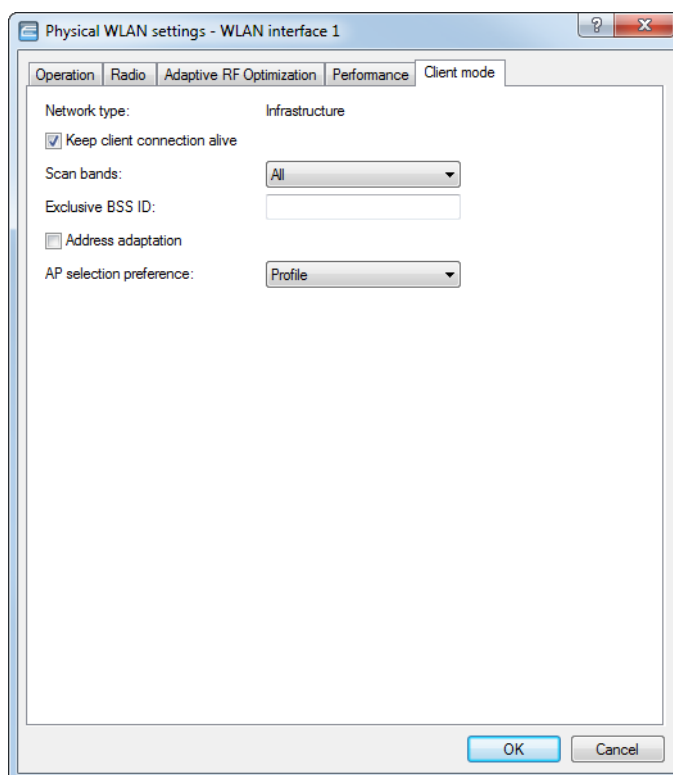 Physical WLAN settings - WLAN interface 1
?
Operation Radio Adaptive RF Optimization Performance Client mode
Network type: Infrastructure
Keep client connection alive
Scan bands: All
Exclusive BSS ID:
Address adaptation
AP selection preference: Profile
OK Cancel